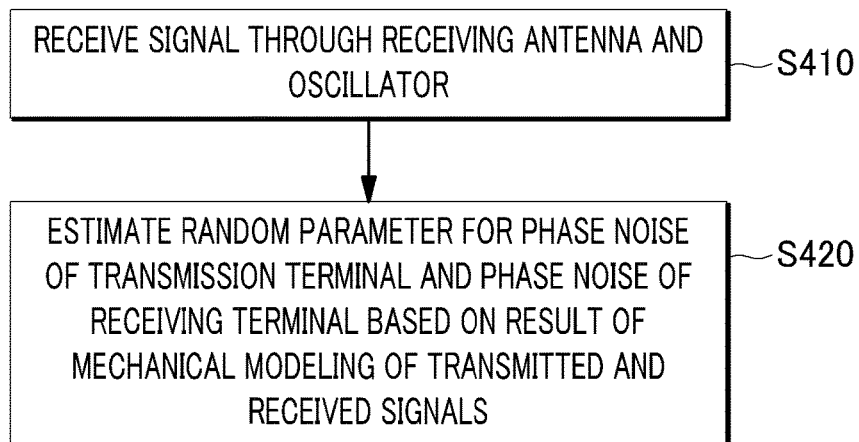 RECEIVE SIGNAL THROUGH RECEIVING ANTENNA AND
OSCILLATOR
S410
ESTIMATE RANDOM PARAMETER FOR PHASE NOISE
OF TRANSMISSION TERMINAL AND PHASE NOISE OF
RECEIVING TERMINAL BASED ON RESULT OF
MECHANICAL MODELING OF TRANSMITTED AND
RECEIVED SIGNALS
S420